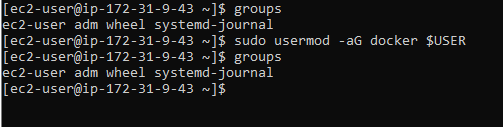 [ec2-user@ip-172-31-9-43 ~]$ groups
ec2-user adm wheel systemd-journal
[ec2-user@ip-172-31-9-43 ~]$ sudo usermod -aG docker $USER
[ec2-user@ip-172-31-9-43 ~]$ groups
ec2-user adm wheel systemd-journal
[ec2-user@ip-172-31-9-43 ~]$